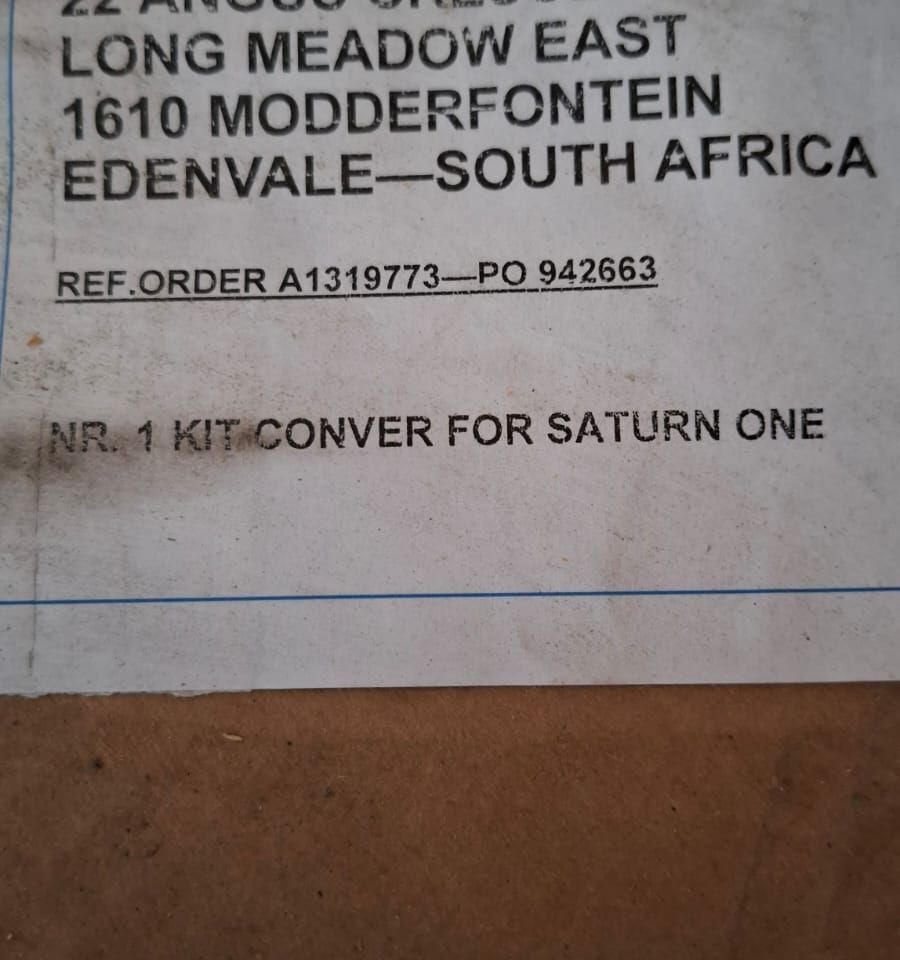 LONG MEADOW EAST
1610 MODDERFONTEIN
EDENVALE—SOUTH AFRICA
REF.ORDER A1319773—PO 942663
NR. 1 KIT CONVER FOR SATURN ONE